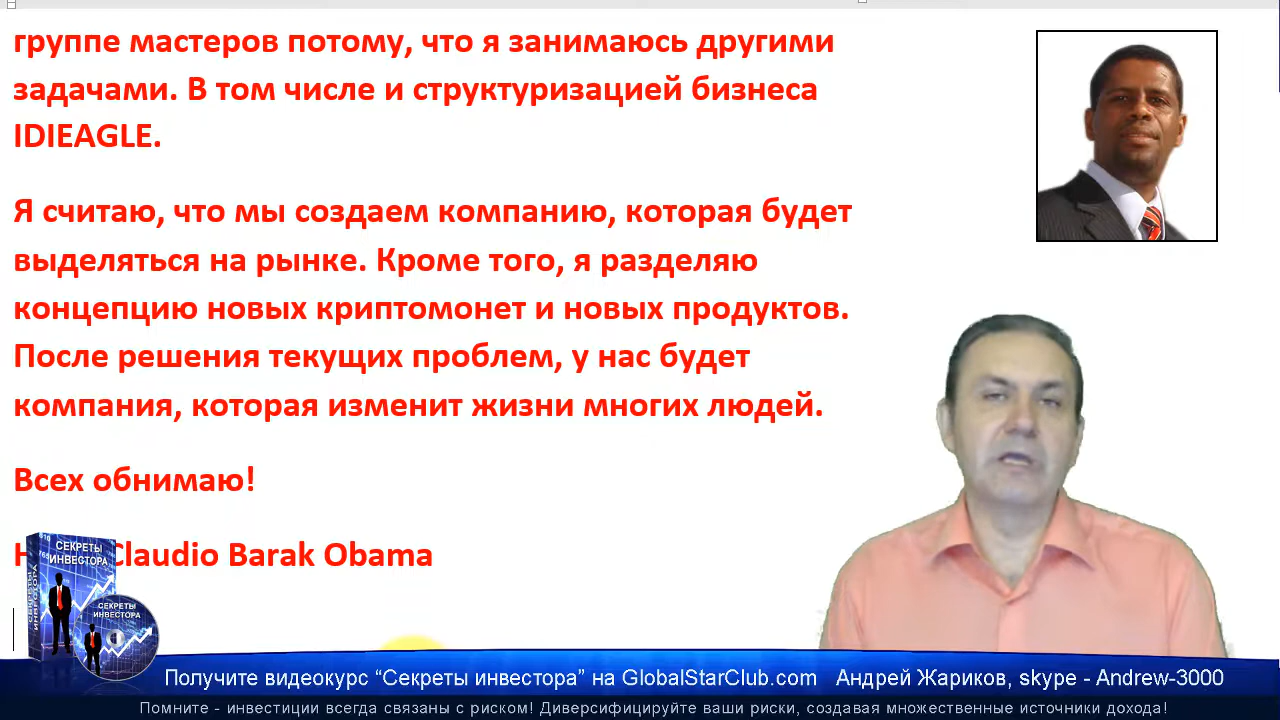 группе мастеров потому, что я занимаюсь другими
задачами. В том числе и структуризацией бизнеса
IDIEAGLE.
Я считаю, что мы создаем компанию, которая будет
выделяться на рынке. Кроме того, я разделяю
концепцию новых криптомонет и новых продуктов.
После решения текущих проблем, у нас будет
компания, которая изменит жизни многих людей.
Всех обнимаю!
Claudio Barak Obama
СЕКРЕТЫ
ИНВЕСТОРА
СЕКРЕТЫ ИНВЕСТОРА
СЕКРЕТЫ
ИНВЕСТОРА
Получите видеокурс “Секреты инвестора” на GlobalStarClub.com Андрей Жариков, skype - Andrew-3000
Помните - инвестиции всегда связаны с риском! Диверсифицируйте ваши риски, создавая множественные источники дохода!